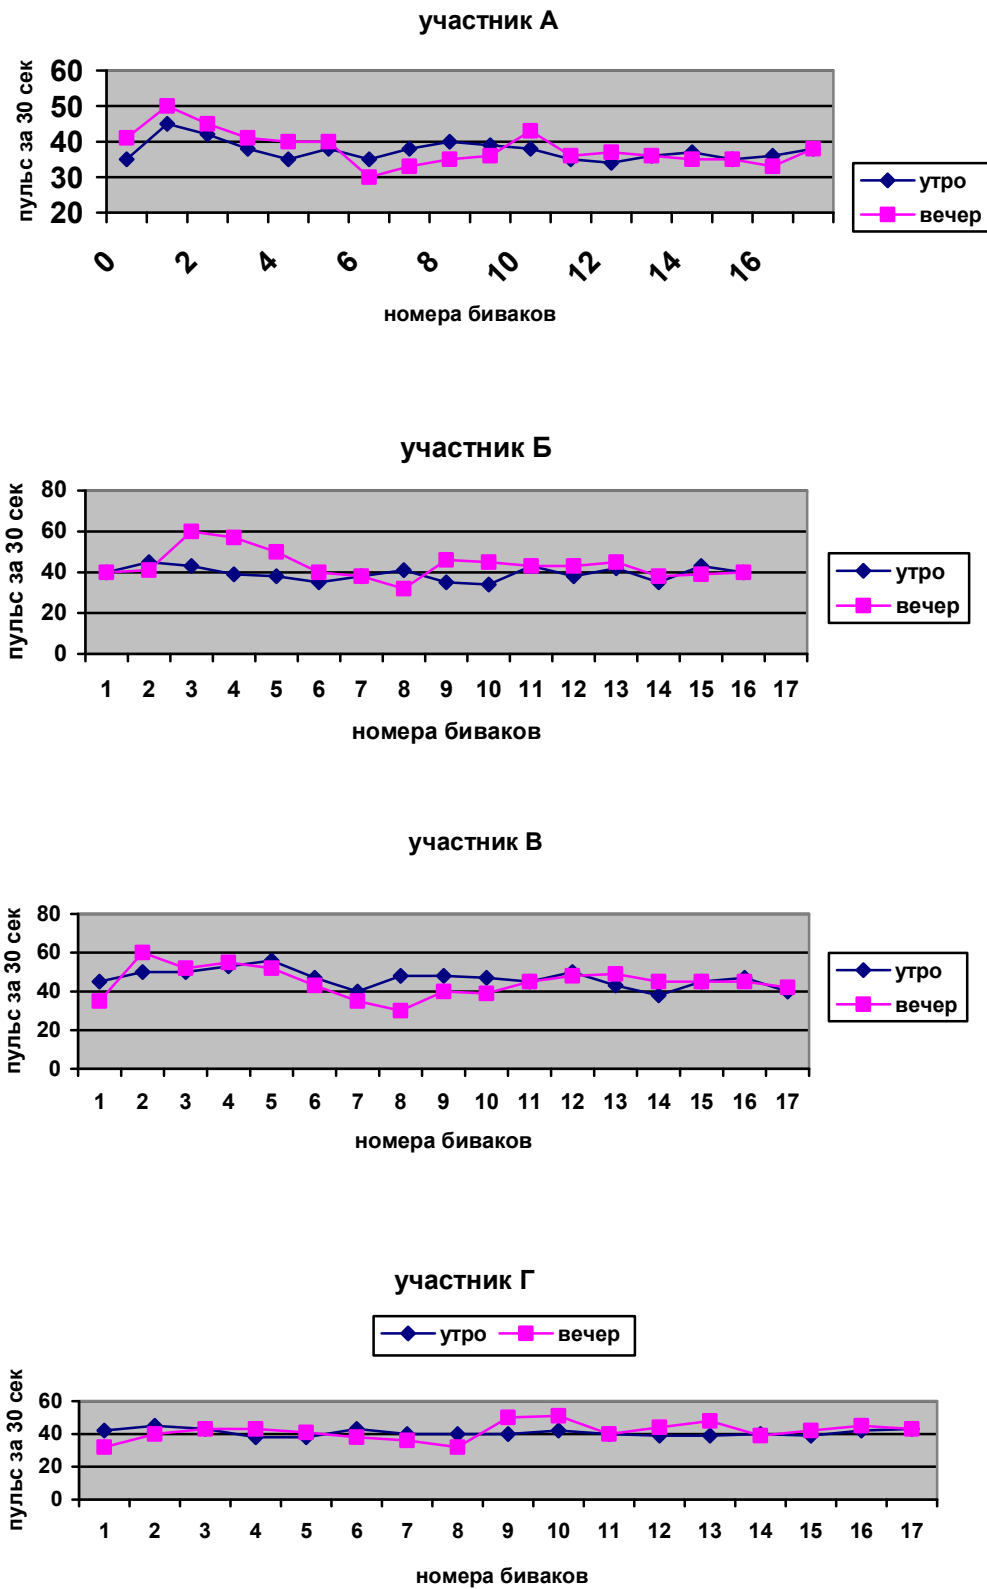 участник А
пульс за 30 сек
60
50
40
30
20
0 2 4 6 8 10 12 14 16
номера биваков
утро
вечер
участник Б
пульс за 30 сек
80
60
40
20
0
1 2 3 4 5 6 7 8 9 10 11 12 13 14 15 16 17
номера биваков
утро
вечер
участник В
пульс за 30 сек
80
60
40
20
0
1 2 3 4 5 6 7 8 9 10 11 12 13 14 15 16 17
номера биваков
утро
вечер
участник Г
утро вечер
пульс за 30 сек
60
40
20
0
1 2 3 4 5 6 7 8 9 10 11 12 13 14 15 16 17
номера биваков